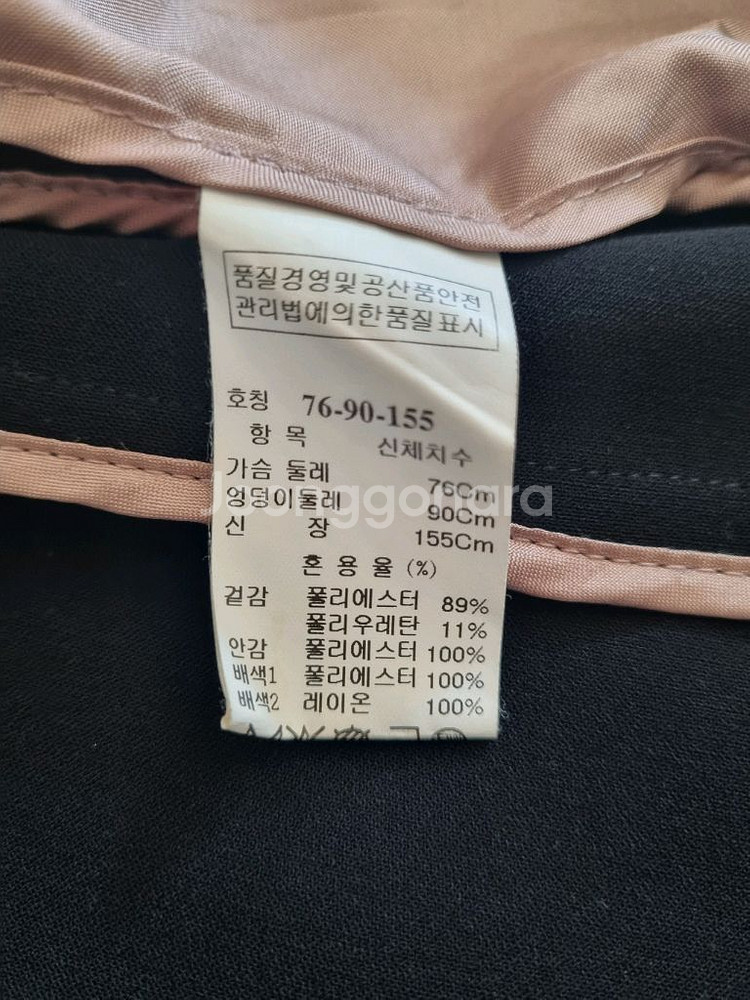 품질경영및공산품안전
관리법에의한품질표시
호칭 76-90-155
항 목 신체치수
가슴 둘레 76Cm
엉덩이둘레 90Cm
신 장 155Cm
혼 용 율 (%)
겉감 폴리에스터 89%
폴리우레탄 11%
안감 폴리에스터 100%
배색1 폴리에스터 100%
배색2 레이온 100%
Joonggonara